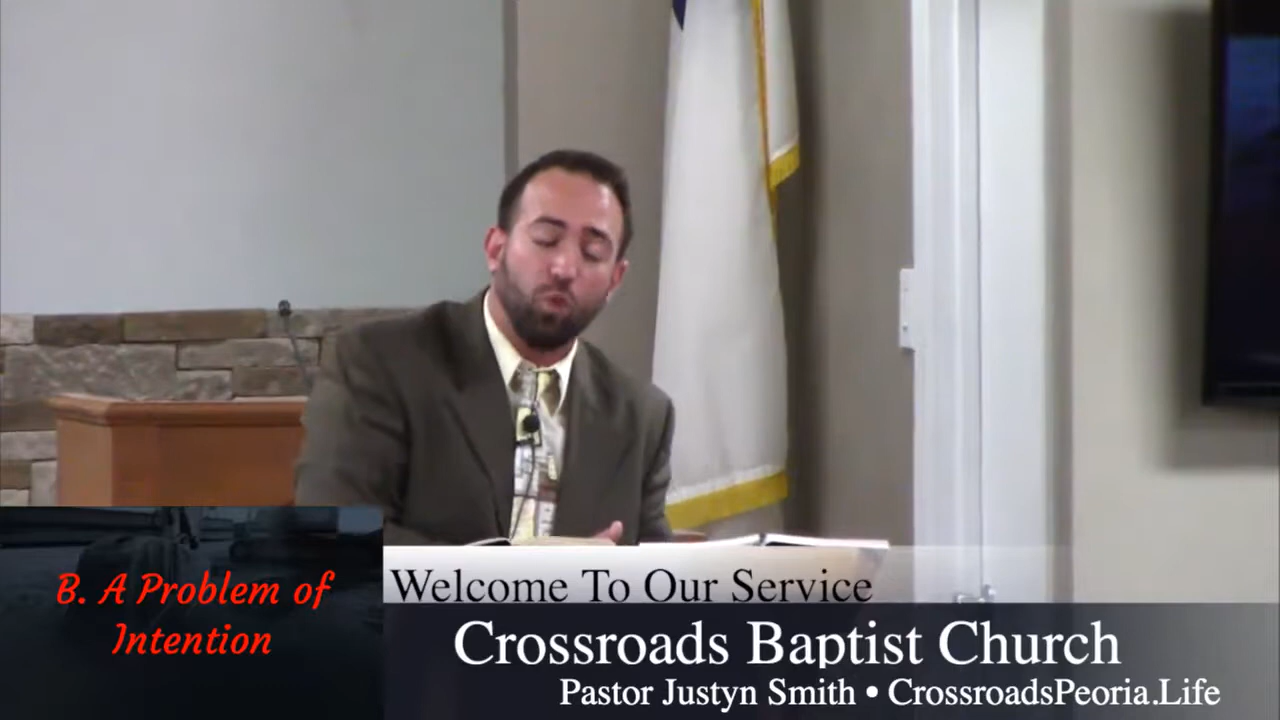 B. A Problem of
Intention
Welcome To Our Service
Crossroads Baptist Church
Pastor Justyn Smith • CrossroadsPeoria.Life